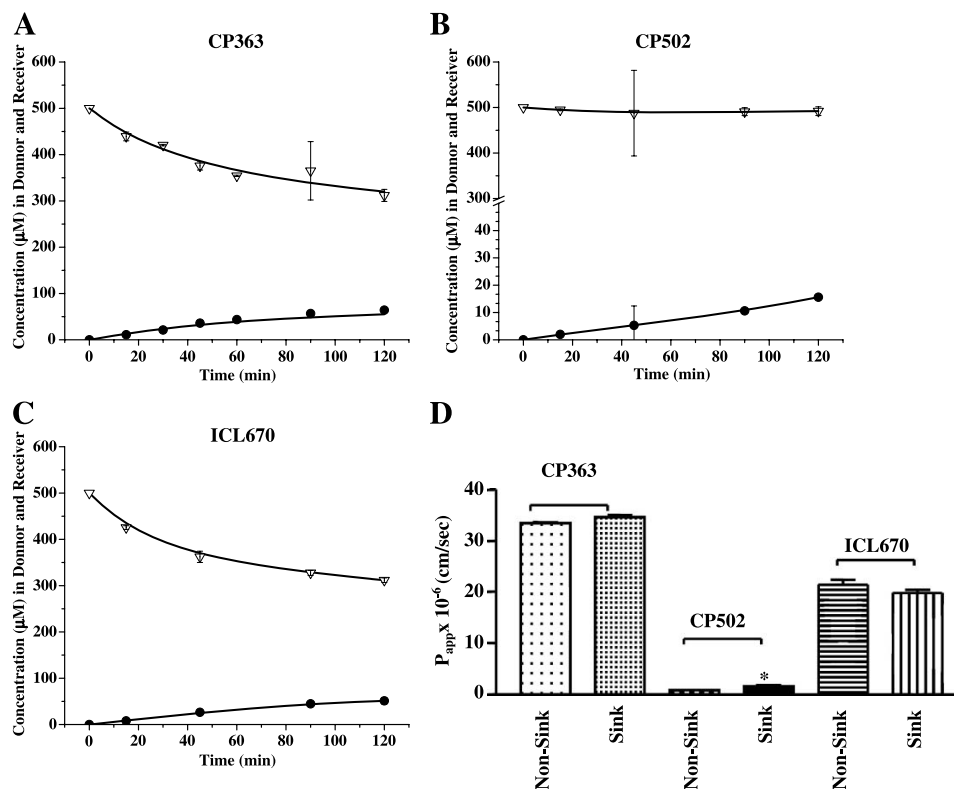 A
CP363
Concentration (µM) in Donnor and Receiver
600
500
400
300
200
100
0
0 20 40 60 80 100 120
Time (min)
B
CP502
Concentration (µM) in Donnor and Receiver
600
500
400
300
200
40
30
20
10
0
0 20 40 60 80 100 120
Time (min)
C
ICL670
Concentration (µM) in Donnor and Receiver
600
500
400
300
200
100
0
0 20 40 60 80 100 120
Time (min)
D
Pappx 10-6 (cm/sec)
40
30
20
10
0
CP363
CP502
ICL670
*
Non-Sink
Sink
Non-Sink
Sink
Non-Sink
Sink